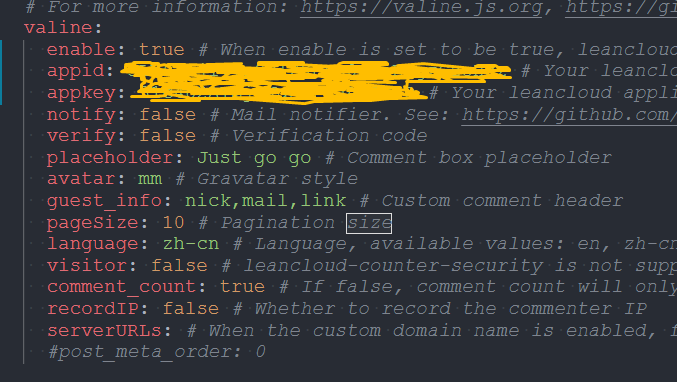 # For more information: https://valine.js.org, https://gi
valine:
enable: true # When enable is set to be true, leancloud
appid: # Your leanclo
appkey: # Your leancloud appli
notify: false # Mail notifier. See: https://github.com/
verify: false # Verification code
placeholder: Just go go # Comment box placeholder
avatar: mm # Gravatar style
guest_info: nick,mail,link # Custom comment header
pageSize: 10 # Pagination size
language: zh-cn # Language, available values: en, zh-cn
visitor: false # leancloud-counter-security is not supp
comment_count: true # If false, comment count will only
recordIP: false # Whether to record the commenter IP
serverURLs: # When the custom domain name is enabled, f
#post_meta_order: 0